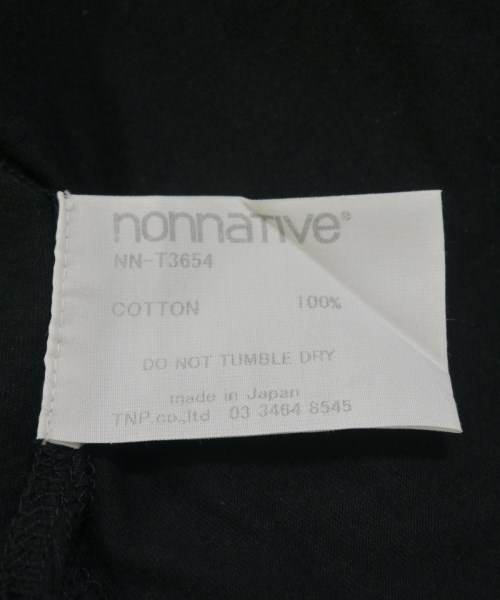 nonnative®
NN-T3654
COTTON 100%
DO NOT TUMBLE DRY
made in Japan
TNP.co.,ltd 03 3464 8545